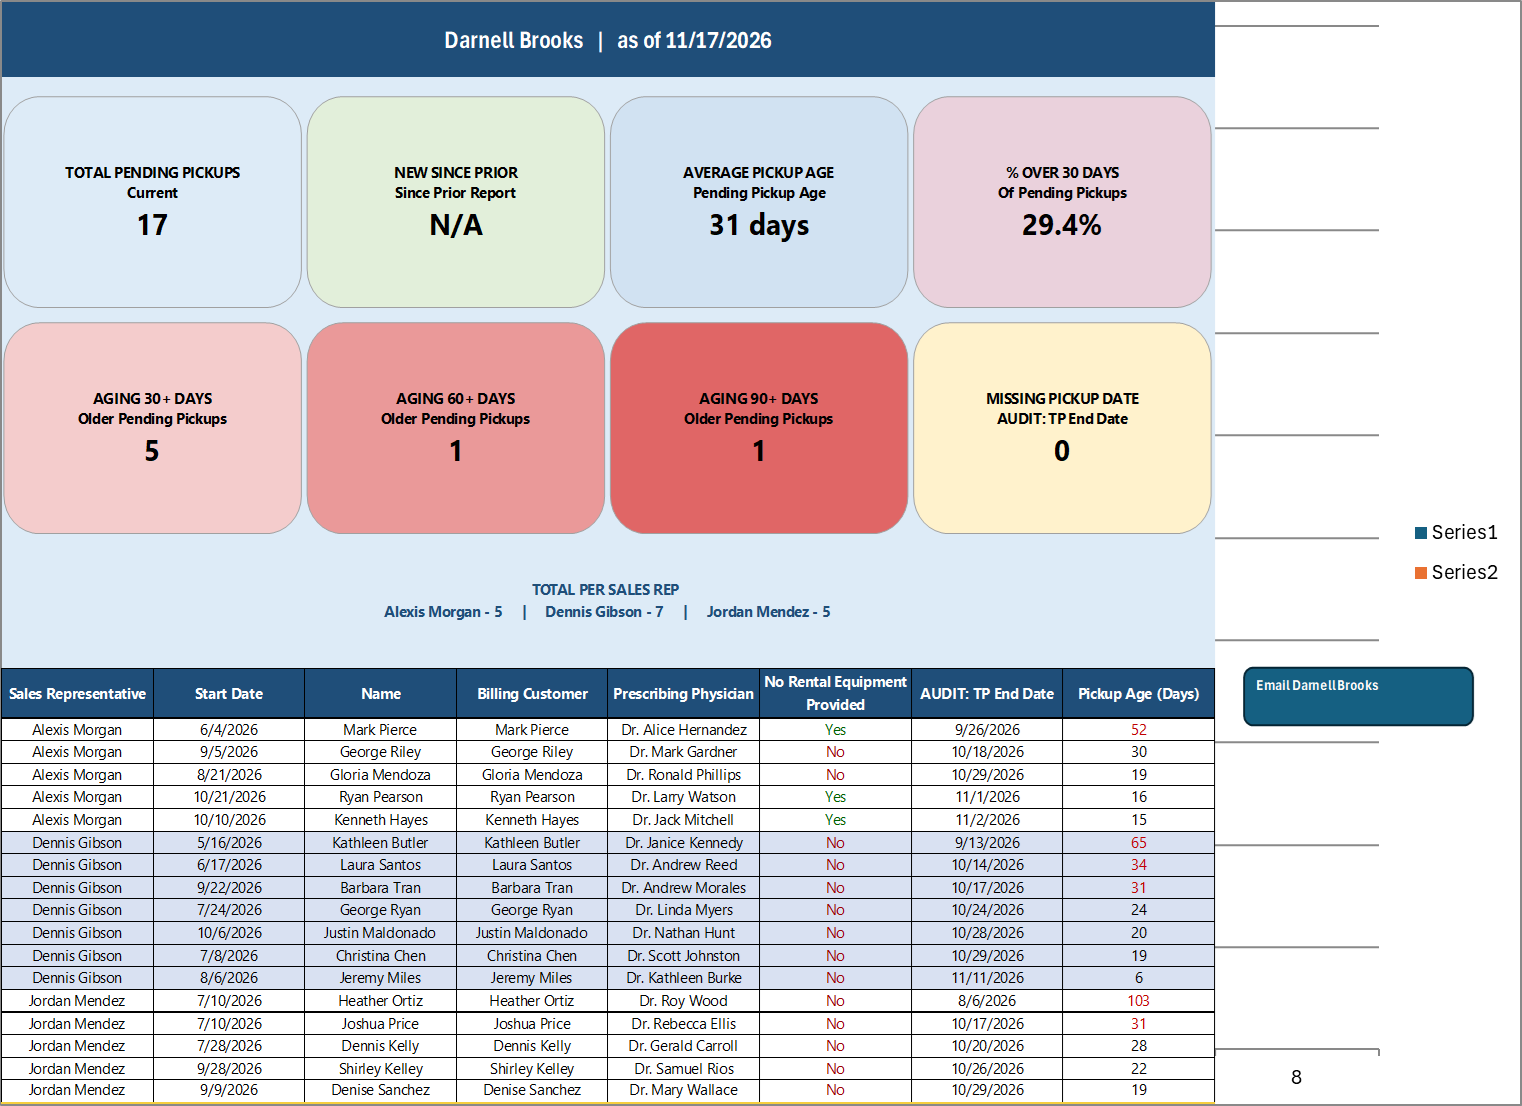 Darnell Brooks | as of 11/17/2026
TOTAL PENDING PICKUPS
Current
17
NEW SINCE PRIOR
Since Prior Report
N/A
AVERAGE PICKUP AGE
Pending Pickup Age
31 days
% OVER 30 DAYS
Of Pending Pickups
29.4%
AGING 30+ DAYS
Older Pending Pickups
5
AGING 60+ DAYS
Older Pending Pickups
1
AGING 90+ DAYS
Older Pending Pickups
1
MISSING PICKUP DATE
AUDIT: TP End Date
0
Series1
Series2
TOTAL PER SALES REP
Alexis Morgan - 5 | Dennis Gibson - 7 | Jordan Mendez - 5
Email Darnell Brooks
Sales Representative Start Date Name Billing Customer Prescribing Physician No Rental Equipment Provided AUDIT: TP End Date Pickup Age (Days)
Alexis Morgan 6/4/2026 Mark Pierce Mark Pierce Dr. Alice Hernandez Yes 9/26/2026 52
Alexis Morgan 9/5/2026 George Riley George Riley Dr. Mark Gardner No 10/18/2026 30
Alexis Morgan 8/21/2026 Gloria Mendoza Gloria Mendoza Dr. Ronald Phillips No 10/29/2026 19
Alexis Morgan 10/21/2026 Ryan Pearson Ryan Pearson Dr. Larry Watson Yes 11/1/2026 16
Alexis Morgan 10/10/2026 Kenneth Hayes Kenneth Hayes Dr. Jack Mitchell Yes 11/2/2026 15
Dennis Gibson 5/16/2026 Kathleen Butler Kathleen Butler Dr. Janice Kennedy No 9/13/2026 65
Dennis Gibson 6/17/2026 Laura Santos Laura Santos Dr. Andrew Reed No 10/14/2026 34
Dennis Gibson 9/22/2026 Barbara Tran Barbara Tran Dr. Andrew Morales No 10/17/2026 31
Dennis Gibson 7/24/2026 George Ryan George Ryan Dr. Linda Myers No 10/24/2026 24
Dennis Gibson 10/6/2026 Justin Maldonado Justin Maldonado Dr. Nathan Hunt No 10/28/2026 20
Dennis Gibson 7/8/2026 Christina Chen Christina Chen Dr. Scott Johnston No 10/29/2026 19
Dennis Gibson 8/6/2026 Jeremy Miles Jeremy Miles Dr. Kathleen Burke No 11/11/2026 6
Jordan Mendez 7/10/2026 Heather Ortiz Heather Ortiz Dr. Roy Wood No 8/6/2026 103
Jordan Mendez 7/10/2026 Joshua Price Joshua Price Dr. Rebecca Ellis No 10/17/2026 31
Jordan Mendez 7/28/2026 Dennis Kelly Dennis Kelly Dr. Gerald Carroll No 10/20/2026 28
Jordan Mendez 9/28/2026 Shirley Kelley Shirley Kelley Dr. Samuel Rios No 10/26/2026 22
Jordan Mendez 9/9/2026 Denise Sanchez Denise Sanchez Dr. Mary Wallace No 10/29/2026 19
8